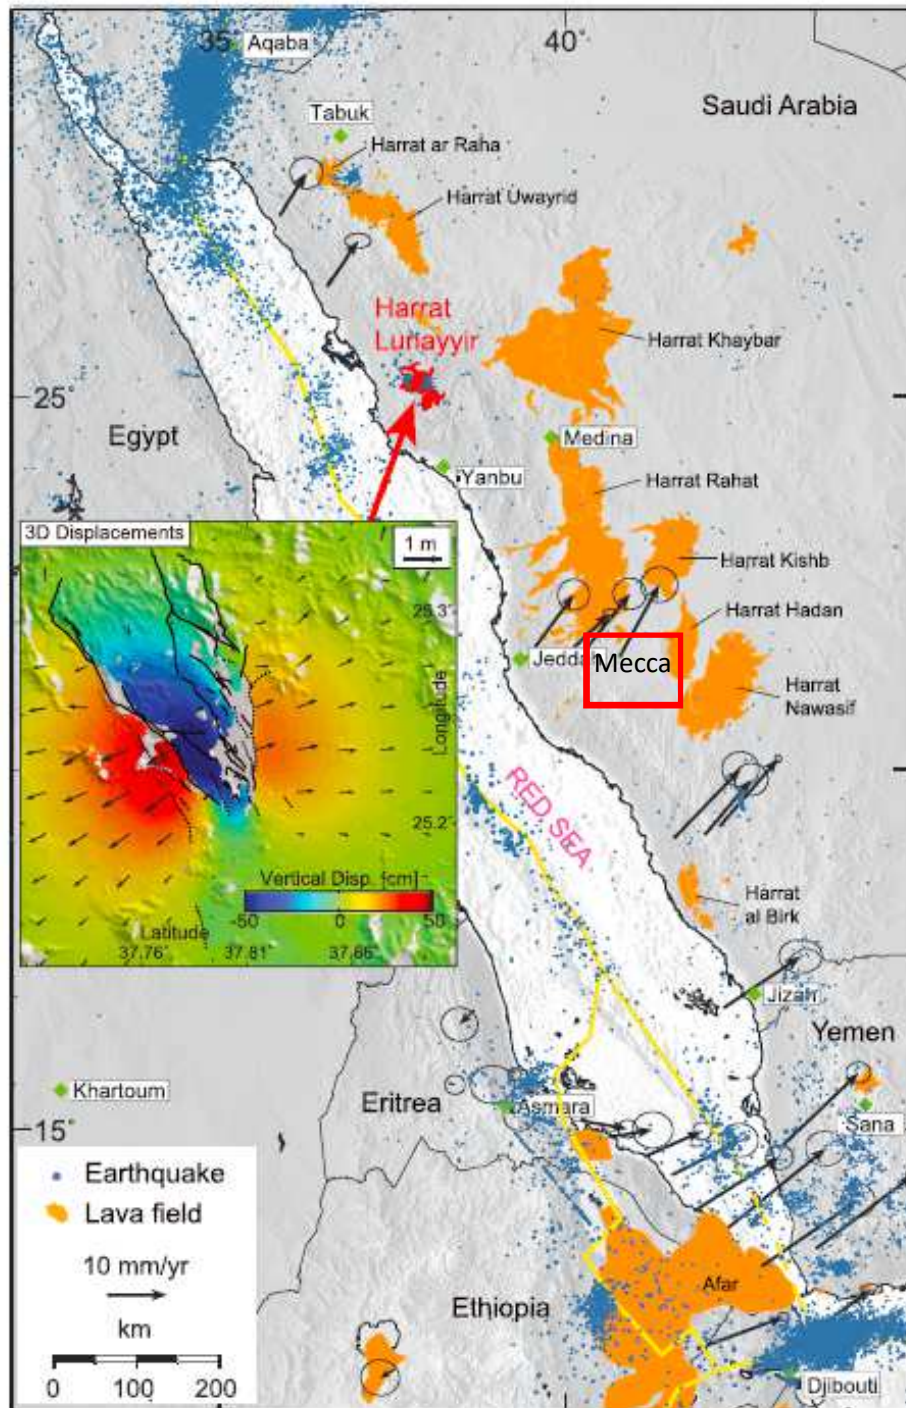 35°
40°
Aqaba
Saudi Arabia
Tabuk
Harrat ar Raha
Harrat Uwayrid
Harrat
Lunayyir
Harrat Khaybar
25°
Egypt
Medina
Yanbu
Harrat Rahat
3D Displacements
1 m
Harrat Kishb
25.3°
Harrat Hadan
Jeddah
Mecca
Longitude
Harrat
Nawasif
RED SEA
25.2°
Vertical Disp. [cm]
-50
0
50
Latitude
37.76°
37.81°
37.86°
Harrat
al Birk
Jizan
Yemen
Khartoum
Eritrea
Asmara
Sana
15°
Earthquake
Lava field
10 mm/yr
km
0
100
200
Afar
Ethiopia
Djibouti